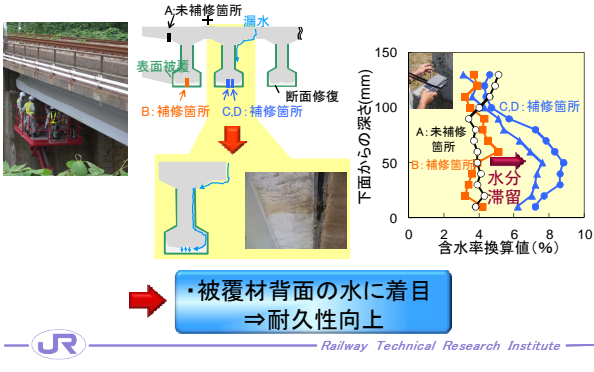 A:未補修箇所
漏水
表面被覆
B：補修箇所
C,D：補修箇所
断面修復
下面からの深さ(mm)
150
100
50
0
C,D：補修箇所
A：未補修
箇所
B：補修箇所
水分
滞留
0 2 4 6 8 10
含水率換算値(%)
・被覆材背面の水に着目
⇒耐久性向上
JR
Railway Technical Research Institute